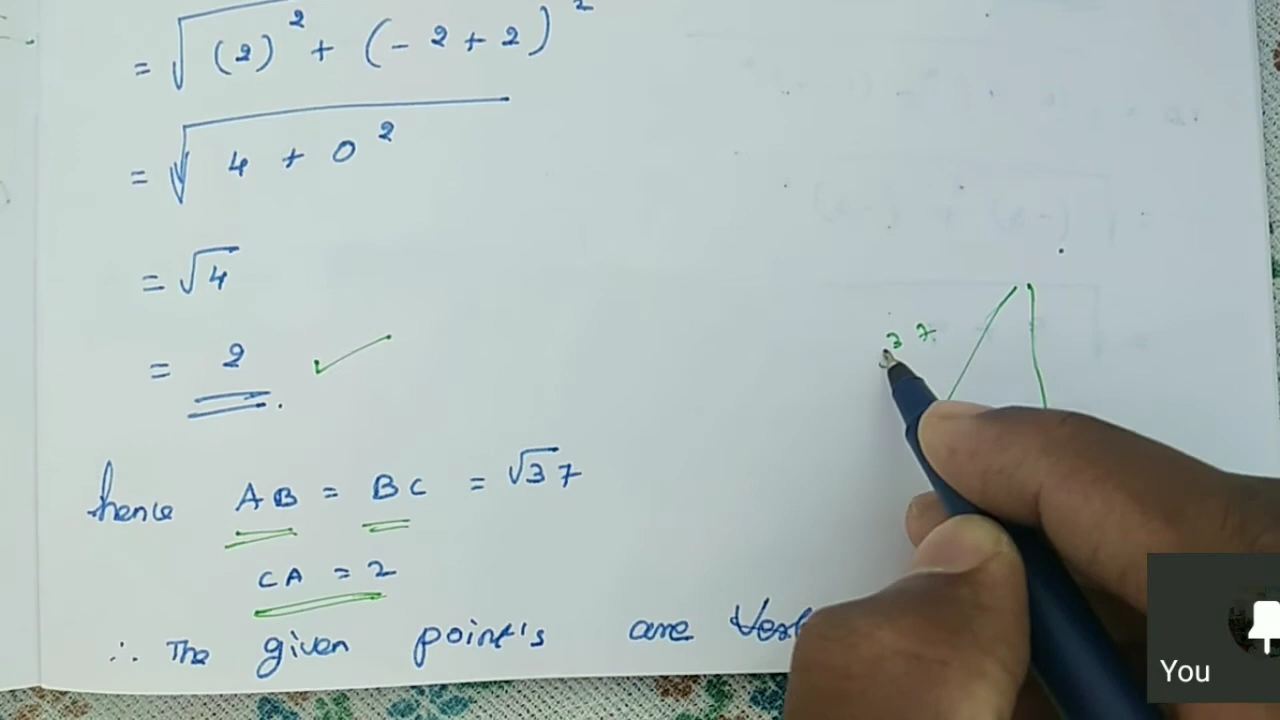 = √(2)² + (-2+2)²
= √4 + 0²
= √4
= 2.
37
hence AB = BC = √37
CA = 2
∴ The given point's are
You